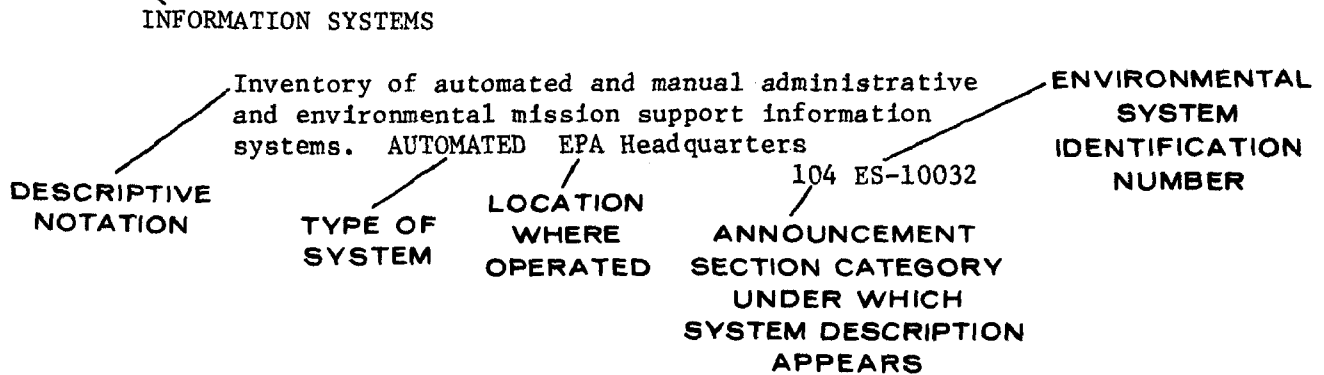 INFORMATION SYSTEMS
Inventory of automated and manual administrative
and environmental mission support information
systems. AUTOMATED EPA Headquarters
104 ES-10032
DESCRIPTIVE
NOTATION
TYPE OF
SYSTEM
LOCATION
WHERE
OPERATED
ANNOUNCEMENT
SECTION CATEGORY
UNDER WHICH
SYSTEM DESCRIPTION
APPEARS
ENVIRONMENTAL
SYSTEM
IDENTIFICATION
NUMBER